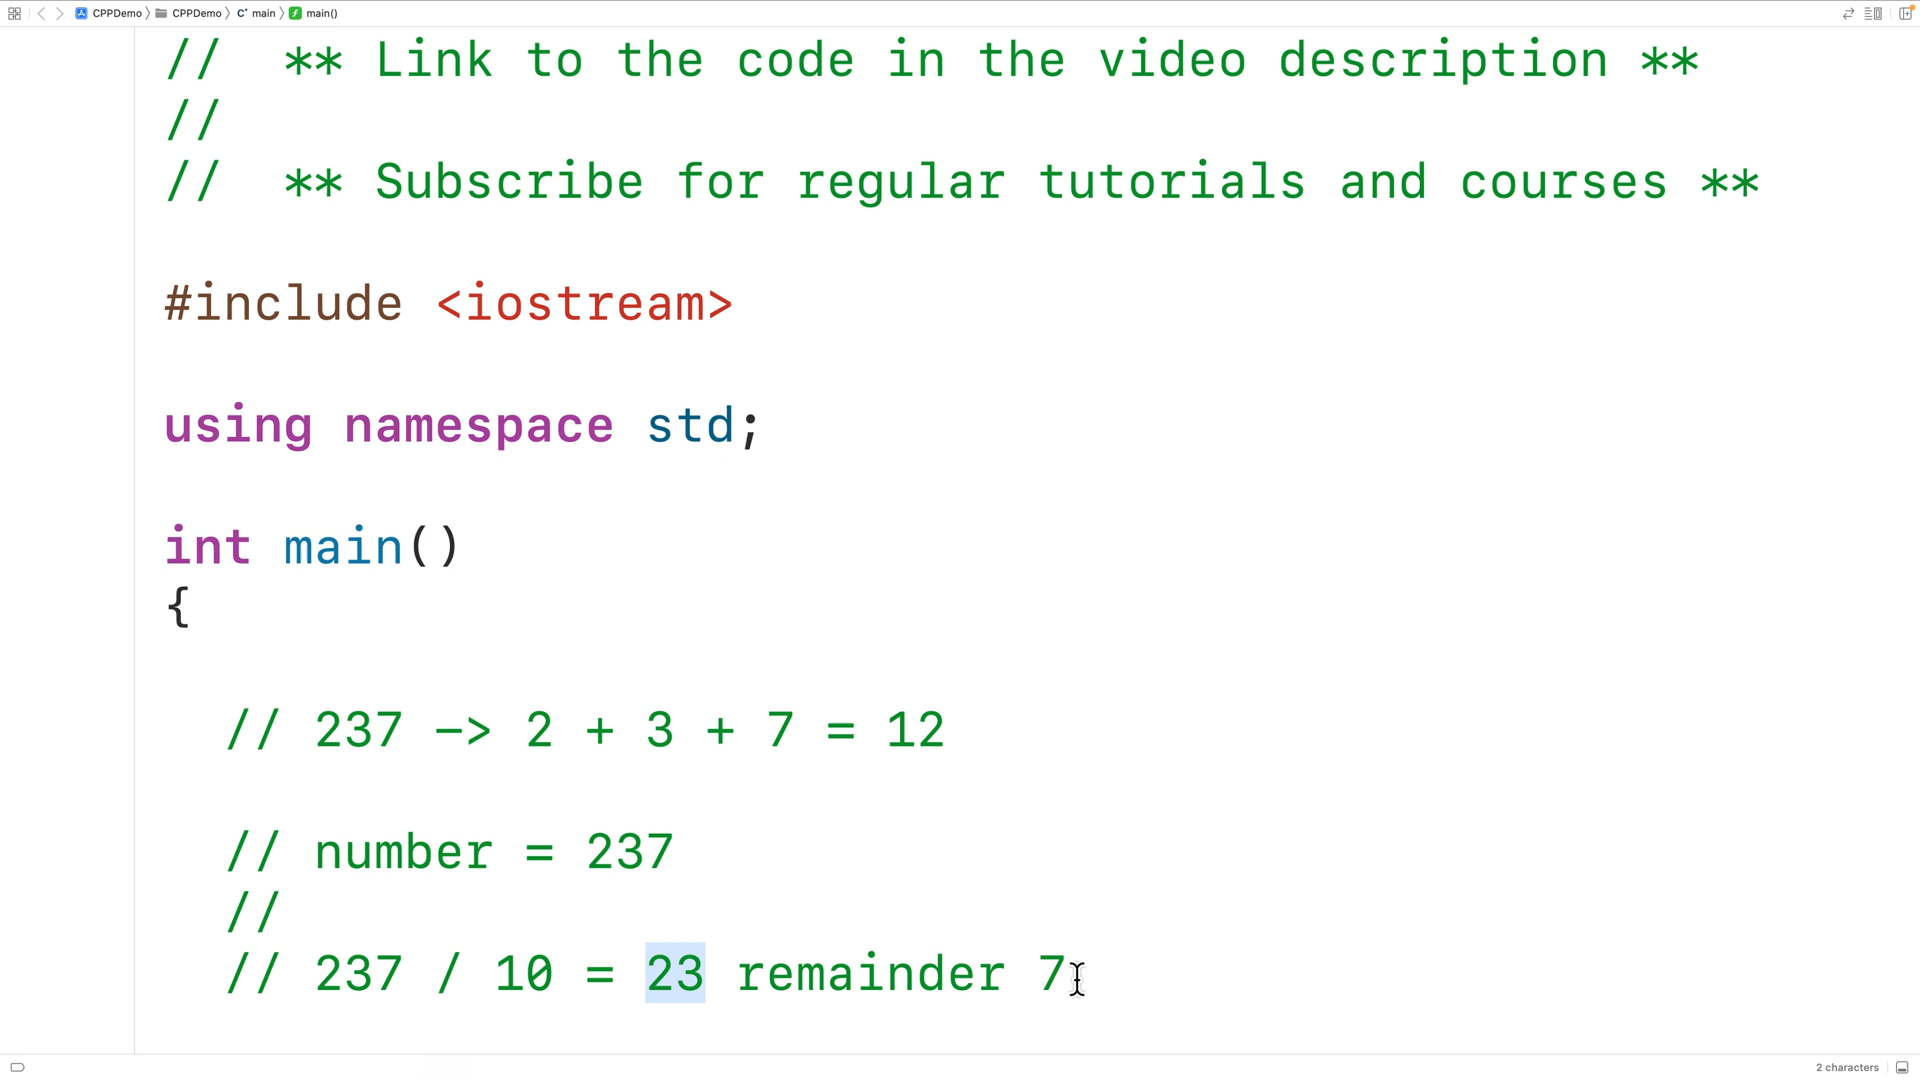 CPPDemo 〉 CPPDemo 〉 C+ main 〉 f main()
//  ** Link to the code in the video description **
//
//  ** Subscribe for regular tutorials and courses **
#include <iostream>
using namespace std;
int main()
{
// 237 -> 2 + 3 + 7 = 12
// number = 237
//
// 237 / 10 = 23 remainder 7
2 characters